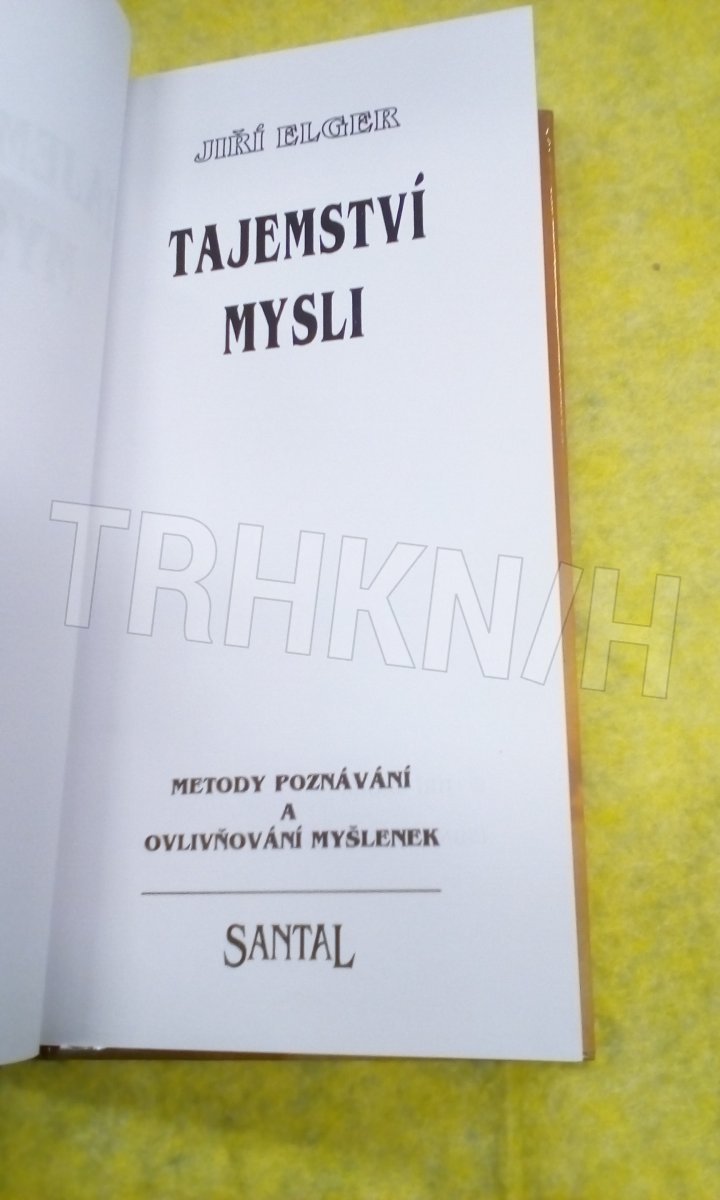 JIŘÍ ELGER
TAJEMSTVÍ
MYSLI
TRHKNIH
METODY POZNÁVÁNÍ
A
OVLIVŇOVÁNÍ MYŠLENEK
SANTAL